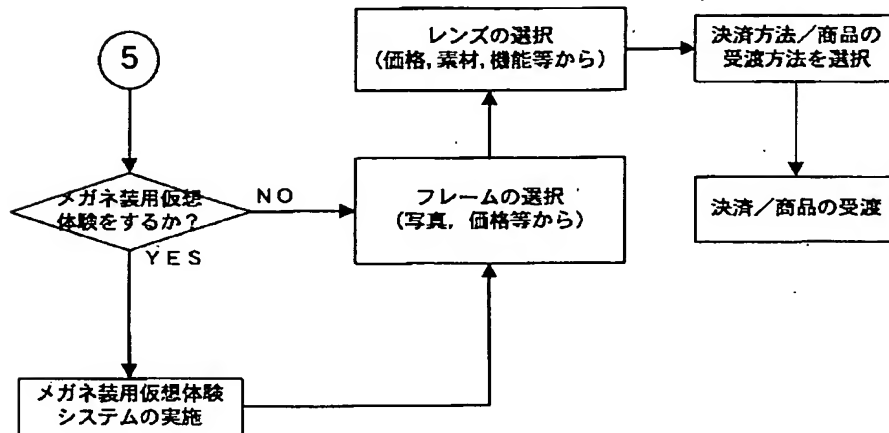 5
メガネ装用仮想
体験をするか？
NO
YES
メガネ装用仮想体験
システムの実施
フレームの選択
(写真，価格等から)
レンズの選択
(価格，素材，機能等から)
決済方法／商品の
受渡方法を選択
決済／商品の受渡